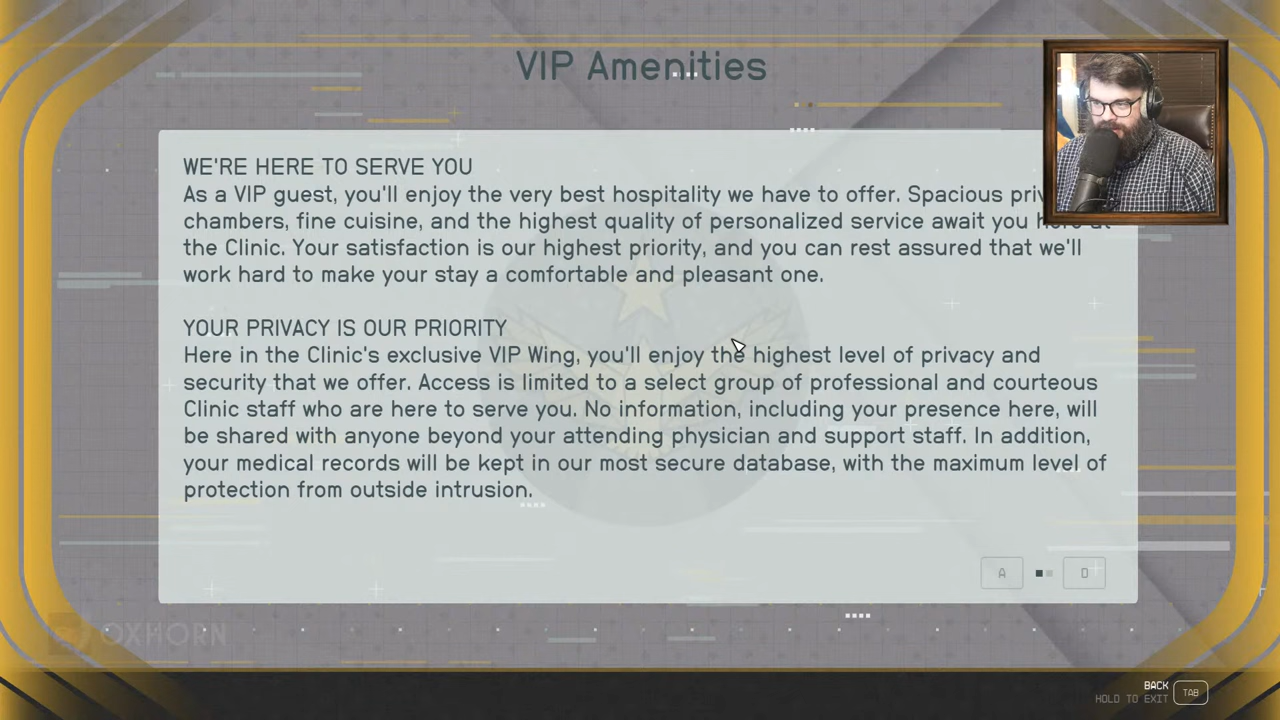 VIP Amenities
WE'RE HERE TO SERVE YOU
As a VIP guest, you'll enjoy the very best hospitality we have to offer. Spacious
chambers, fine cuisine, and the highest quality of personalized service await you at
the Clinic. Your satisfaction is our highest priority, and you can rest assured that we'll
work hard to make your stay a comfortable and pleasant one.
YOUR PRIVACY IS OUR PRIORITY
Here in the Clinic's exclusive VIP Wing, you'll enjoy the highest level of privacy and
security that we offer. Access is limited to a select group of professional and courteous
Clinic staff who are here to serve you. No information, including your presence here, will
be shared with anyone beyond your attending physician and support staff. In addition,
your medical records will be kept in our most secure database, with the maximum level of
protection from outside intrusion.
A D
OXHORN
BACK
HOLD TO EXIT TAB